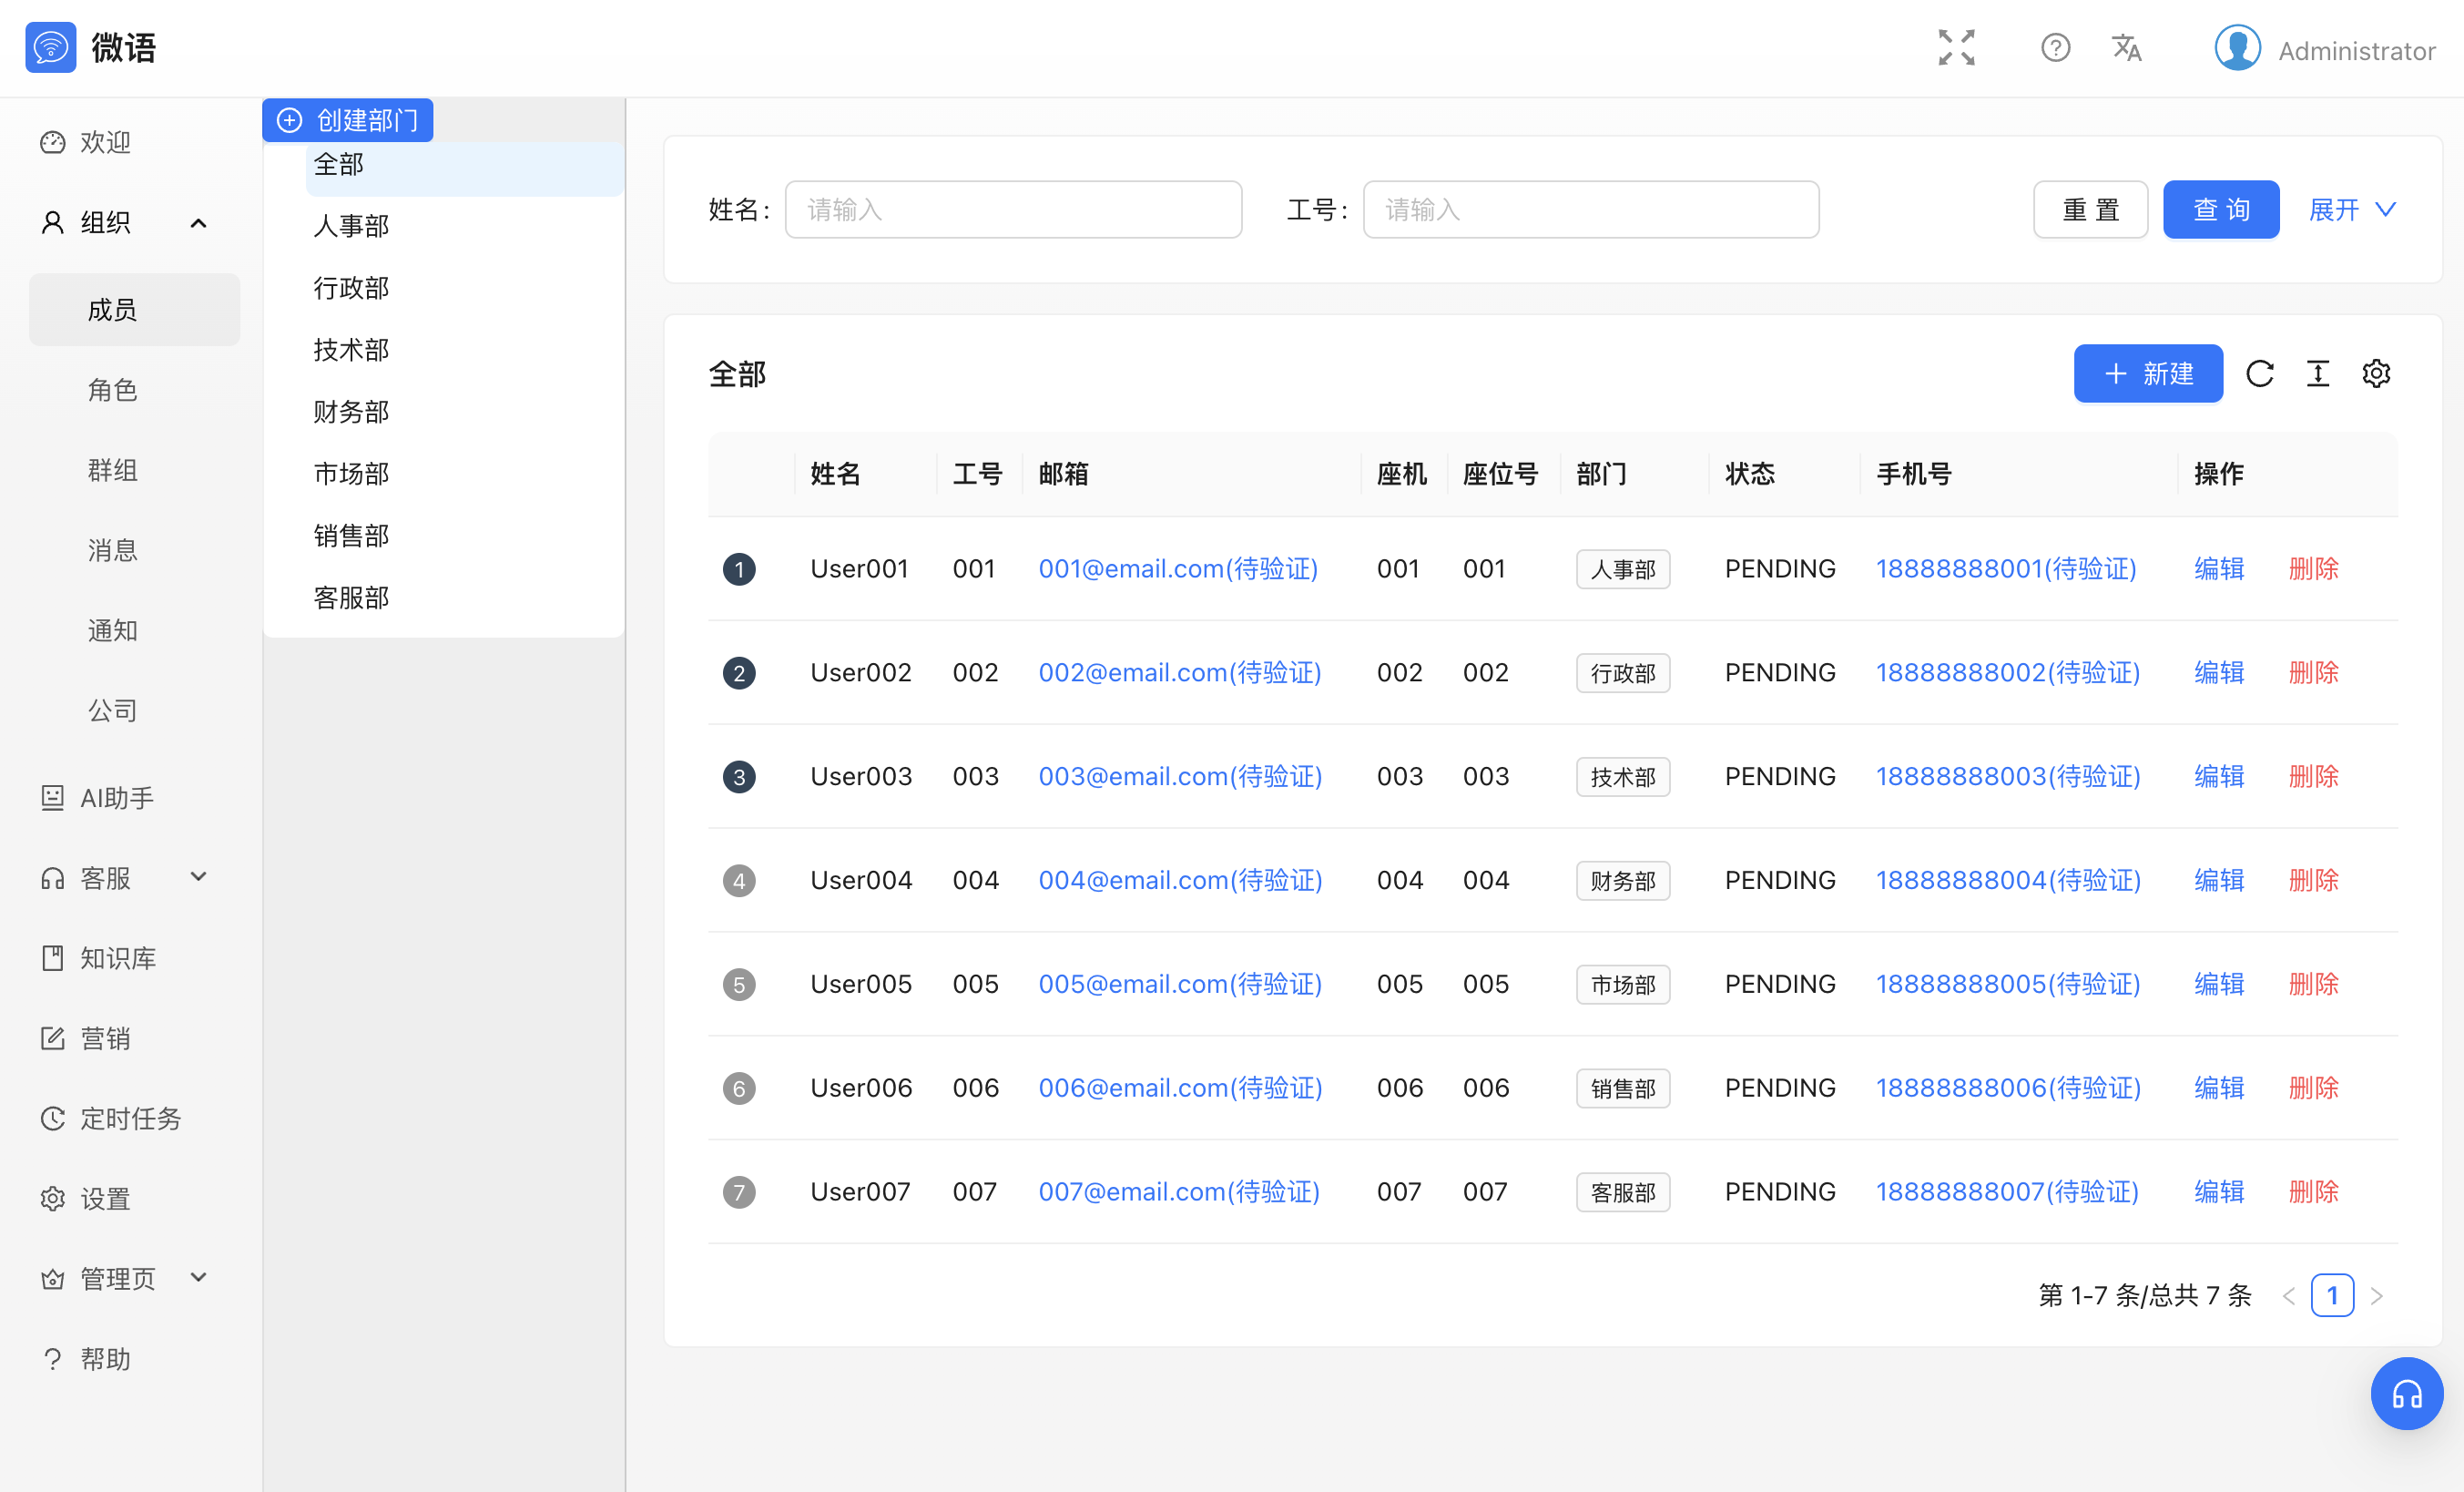 微语
Administrator
欢迎
组织
成员
角色
群组
消息
通知
公司
AI助手
客服
知识库
营销
定时任务
设置
管理页
帮助
创建部门
全部
人事部
行政部
技术部
财务部
市场部
销售部
客服部
姓名: 请输入 工号: 请输入 重 置 查 询 展开
全部 新建
姓名 工号 邮箱 座机 座位号 部门 状态 手机号 操作
1 User001 001 001@email.com(待验证) 001 001 人事部 PENDING 18888888001(待验证) 编辑 删除
2 User002 002 002@email.com(待验证) 002 002 行政部 PENDING 18888888002(待验证) 编辑 删除
3 User003 003 003@email.com(待验证) 003 003 技术部 PENDING 18888888003(待验证) 编辑 删除
4 User004 004 004@email.com(待验证) 004 004 财务部 PENDING 18888888004(待验证) 编辑 删除
5 User005 005 005@email.com(待验证) 005 005 市场部 PENDING 18888888005(待验证) 编辑 删除
6 User006 006 006@email.com(待验证) 006 006 销售部 PENDING 18888888006(待验证) 编辑 删除
7 User007 007 007@email.com(待验证) 007 007 客服部 PENDING 18888888007(待验证) 编辑 删除
第 1-7 条/总共 7 条 < 1 >